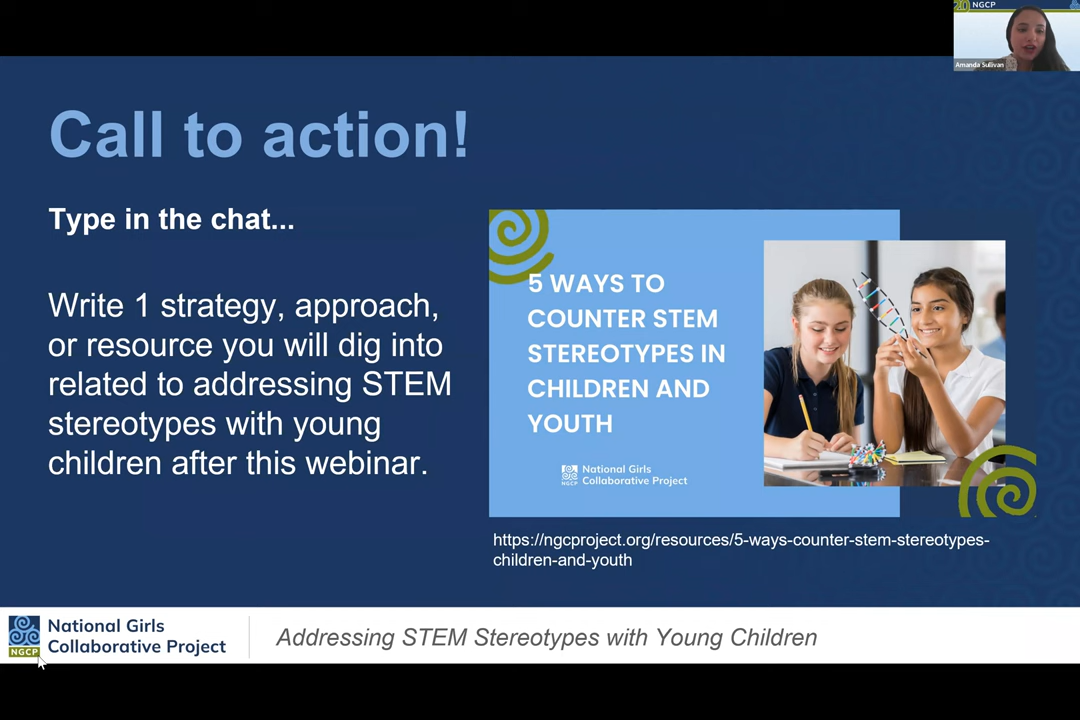 NGCP
Amanda Sullivan
Call to action!
Type in the chat...
Write 1 strategy, approach,
or resource you will dig into
related to addressing STEM
stereotypes with young
children after this webinar.
5 WAYS TO
COUNTER STEM
STEREOTYPES IN
CHILDREN AND
YOUTH
NGCP
National Girls
Collaborative Project
https://ngcproject.org/resources/5-ways-counter-stem-stereotypes-
children-and-youth
NGCP
National Girls
Collaborative Project
Addressing STEM Stereotypes with Young Children